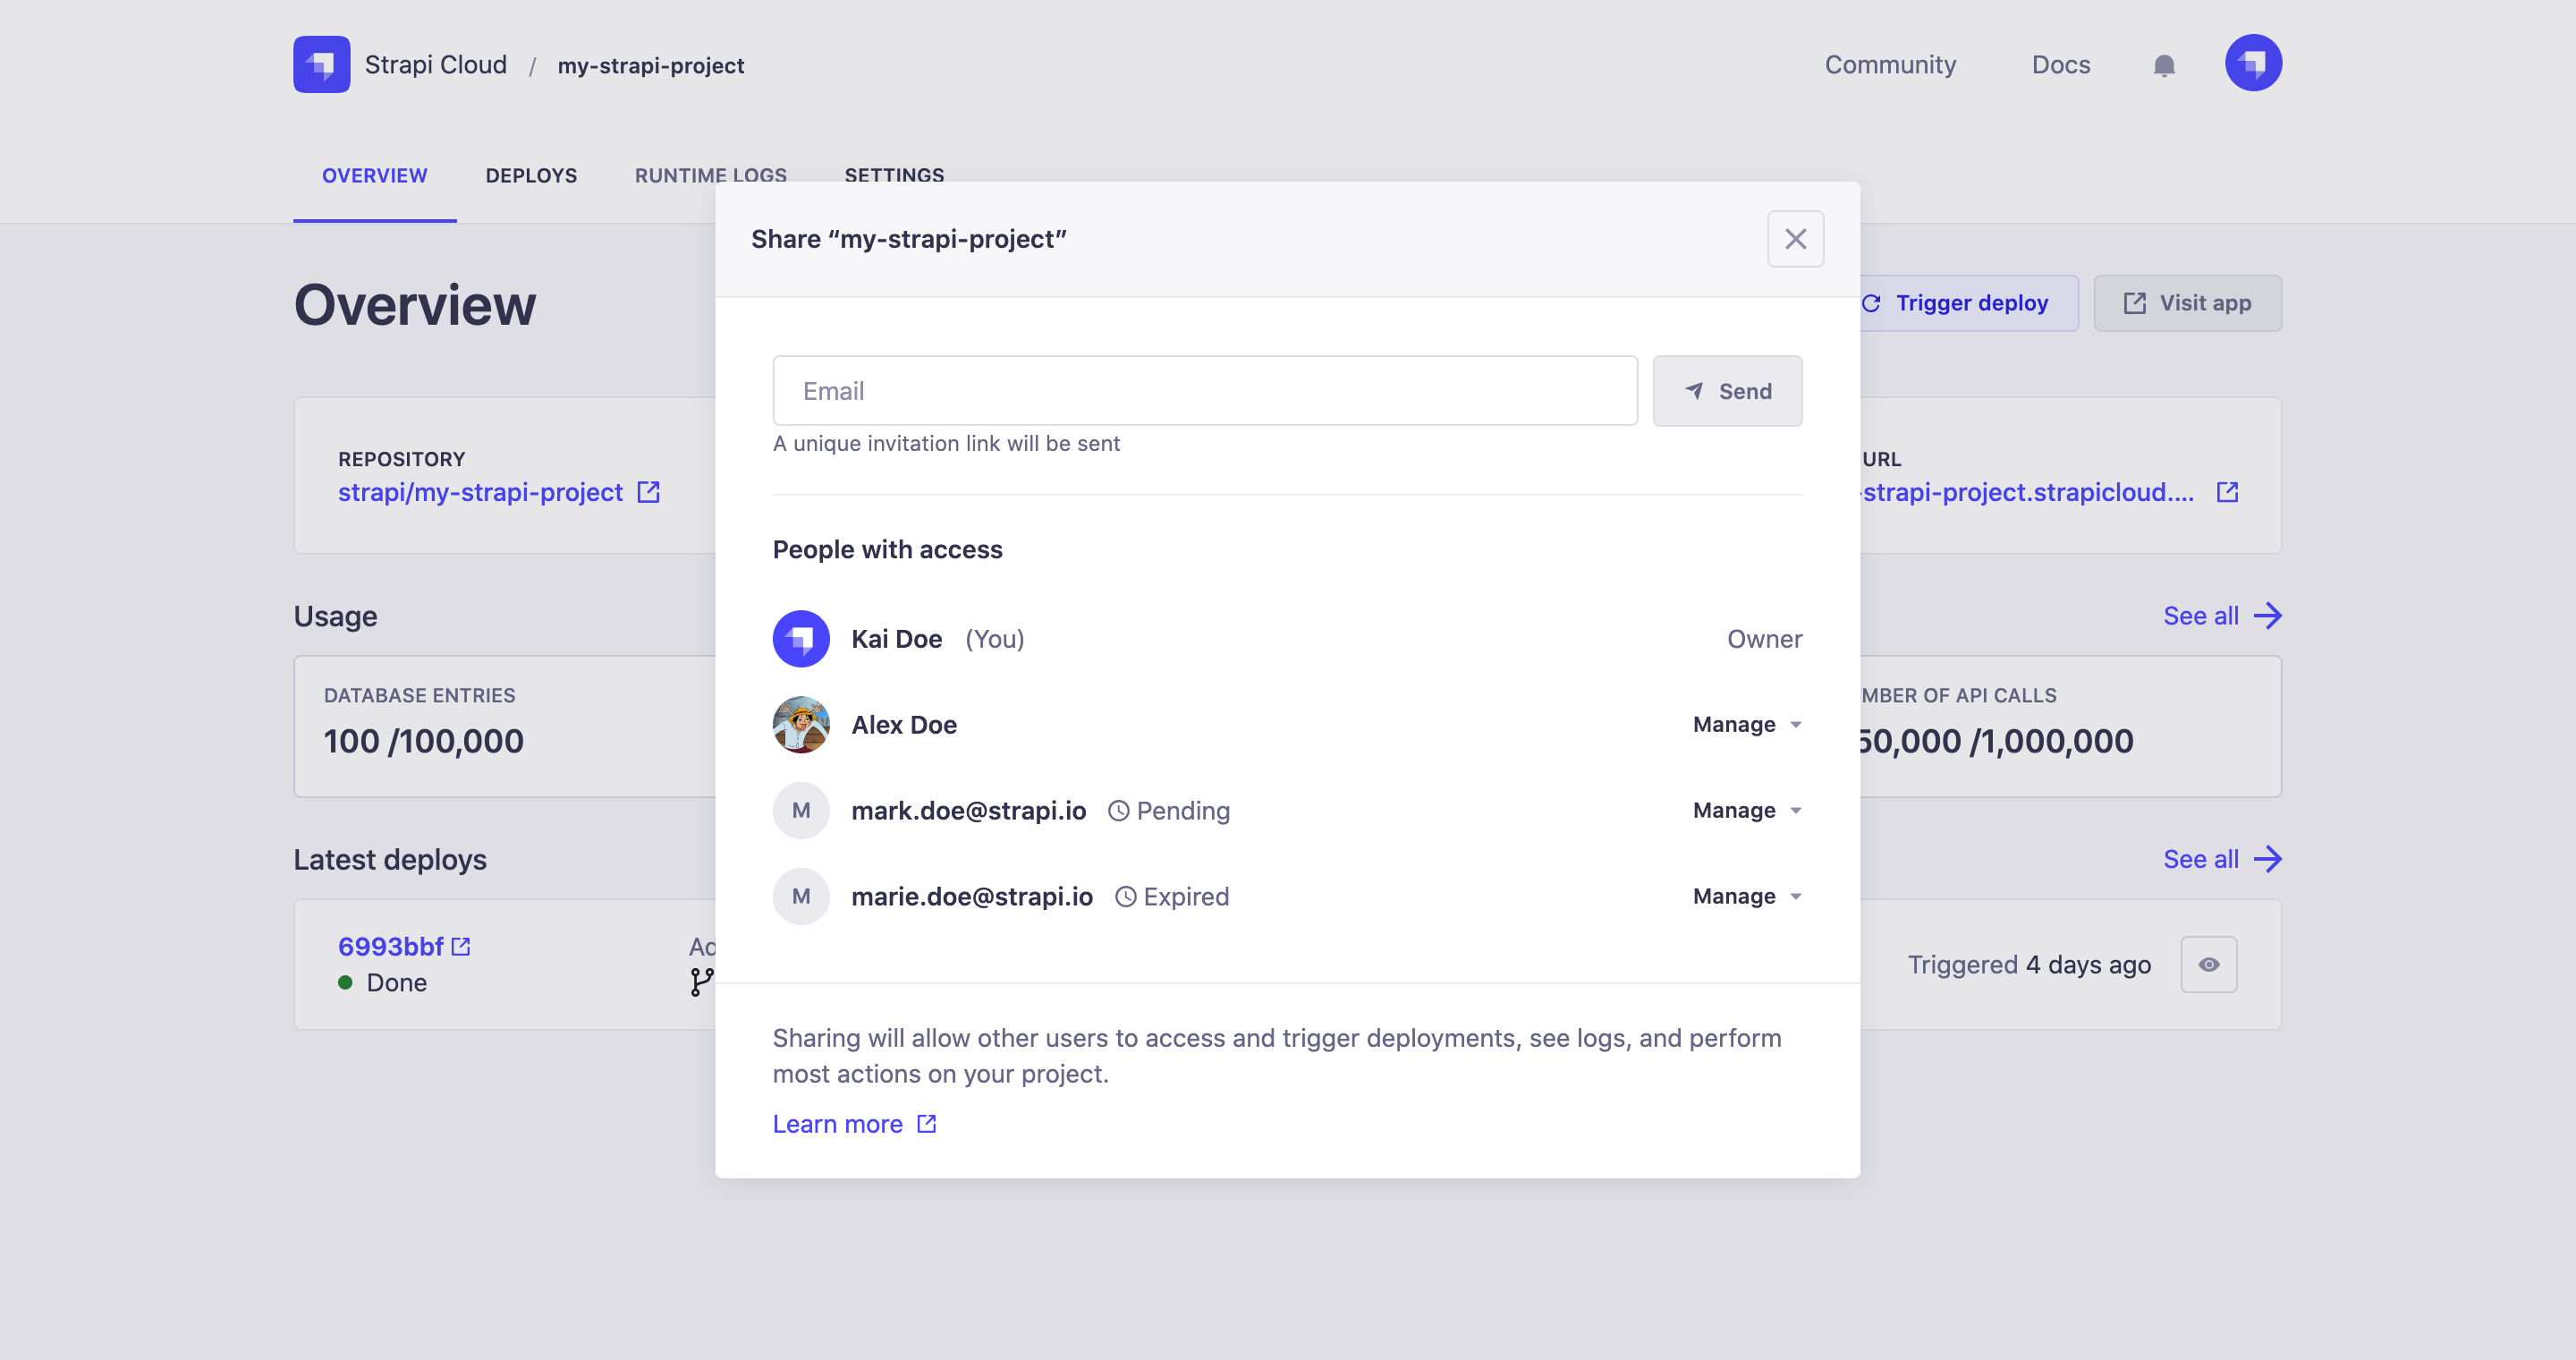 Strapi Cloud / my-strapi-project
Community
Docs
OVERVIEW
DEPLOYS
RUNTIME LOGS
SETTINGS
Share “my-strapi-project”
Overview
Trigger deploy
Visit app
Email
Send
A unique invitation link will be sent
REPOSITORY
strapi/my-strapi-project
URL
-strapi-project.strapicloud....
People with access
Usage
See all
Kai Doe (You)
Owner
DATABASE ENTRIES
100 /100,000
Alex Doe
Manage
MBER OF API CALLS
50,000 /1,000,000
M
mark.doe@strapi.io
Pending
Manage
Latest deploys
See all
M
marie.doe@strapi.io
Expired
Manage
6993bbf
Done
Triggered 4 days ago
Sharing will allow other users to access and trigger deployments, see logs, and perform
most actions on your project.
Learn more